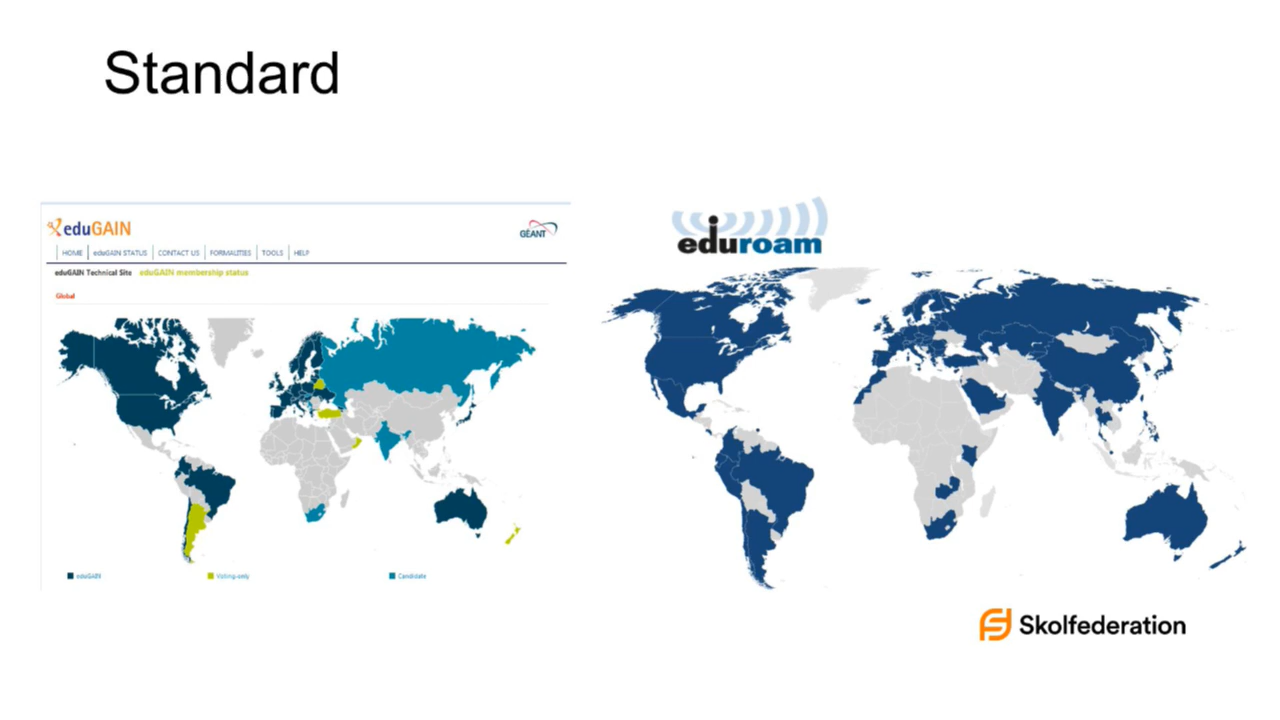 Standard
eduGAIN
GÉANT
HOME eduGAIN STATUS CONTACT US FORMALITIES TOOLS HELP
eduGAIN Technical Site eduGAIN membership status
Global
eduGAIN Voting-only Candidate
eduroam
Skolfederation